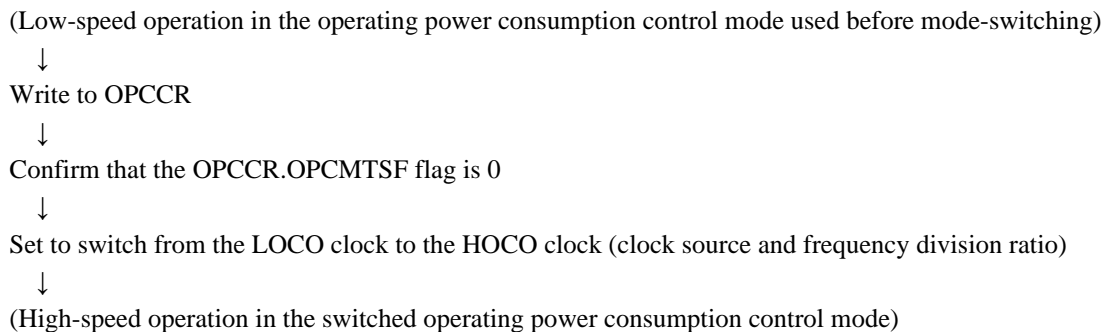 (Low-speed operation in the operating power consumption control mode used before mode-switching)
↓
Write to OPCCR
↓
Confirm that the OPCCR.OPCMTSF flag is 0
↓
Set to switch from the LOCO clock to the HOCO clock (clock source and frequency division ratio)
↓
(High-speed operation in the switched operating power consumption control mode)